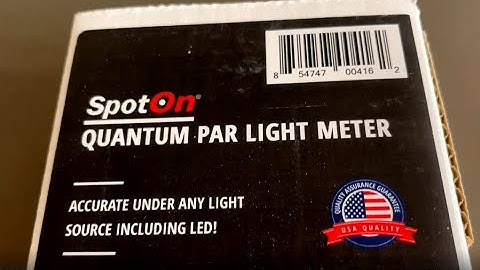 8 54747 00416 2
SpotOn®
QUANTUM PAR LIGHT METER
ACCURATE UNDER ANY LIGHT
SOURCE INCLUDING LED!
QUALITY ASSURANCE GUARANTEE
USA QUALITY